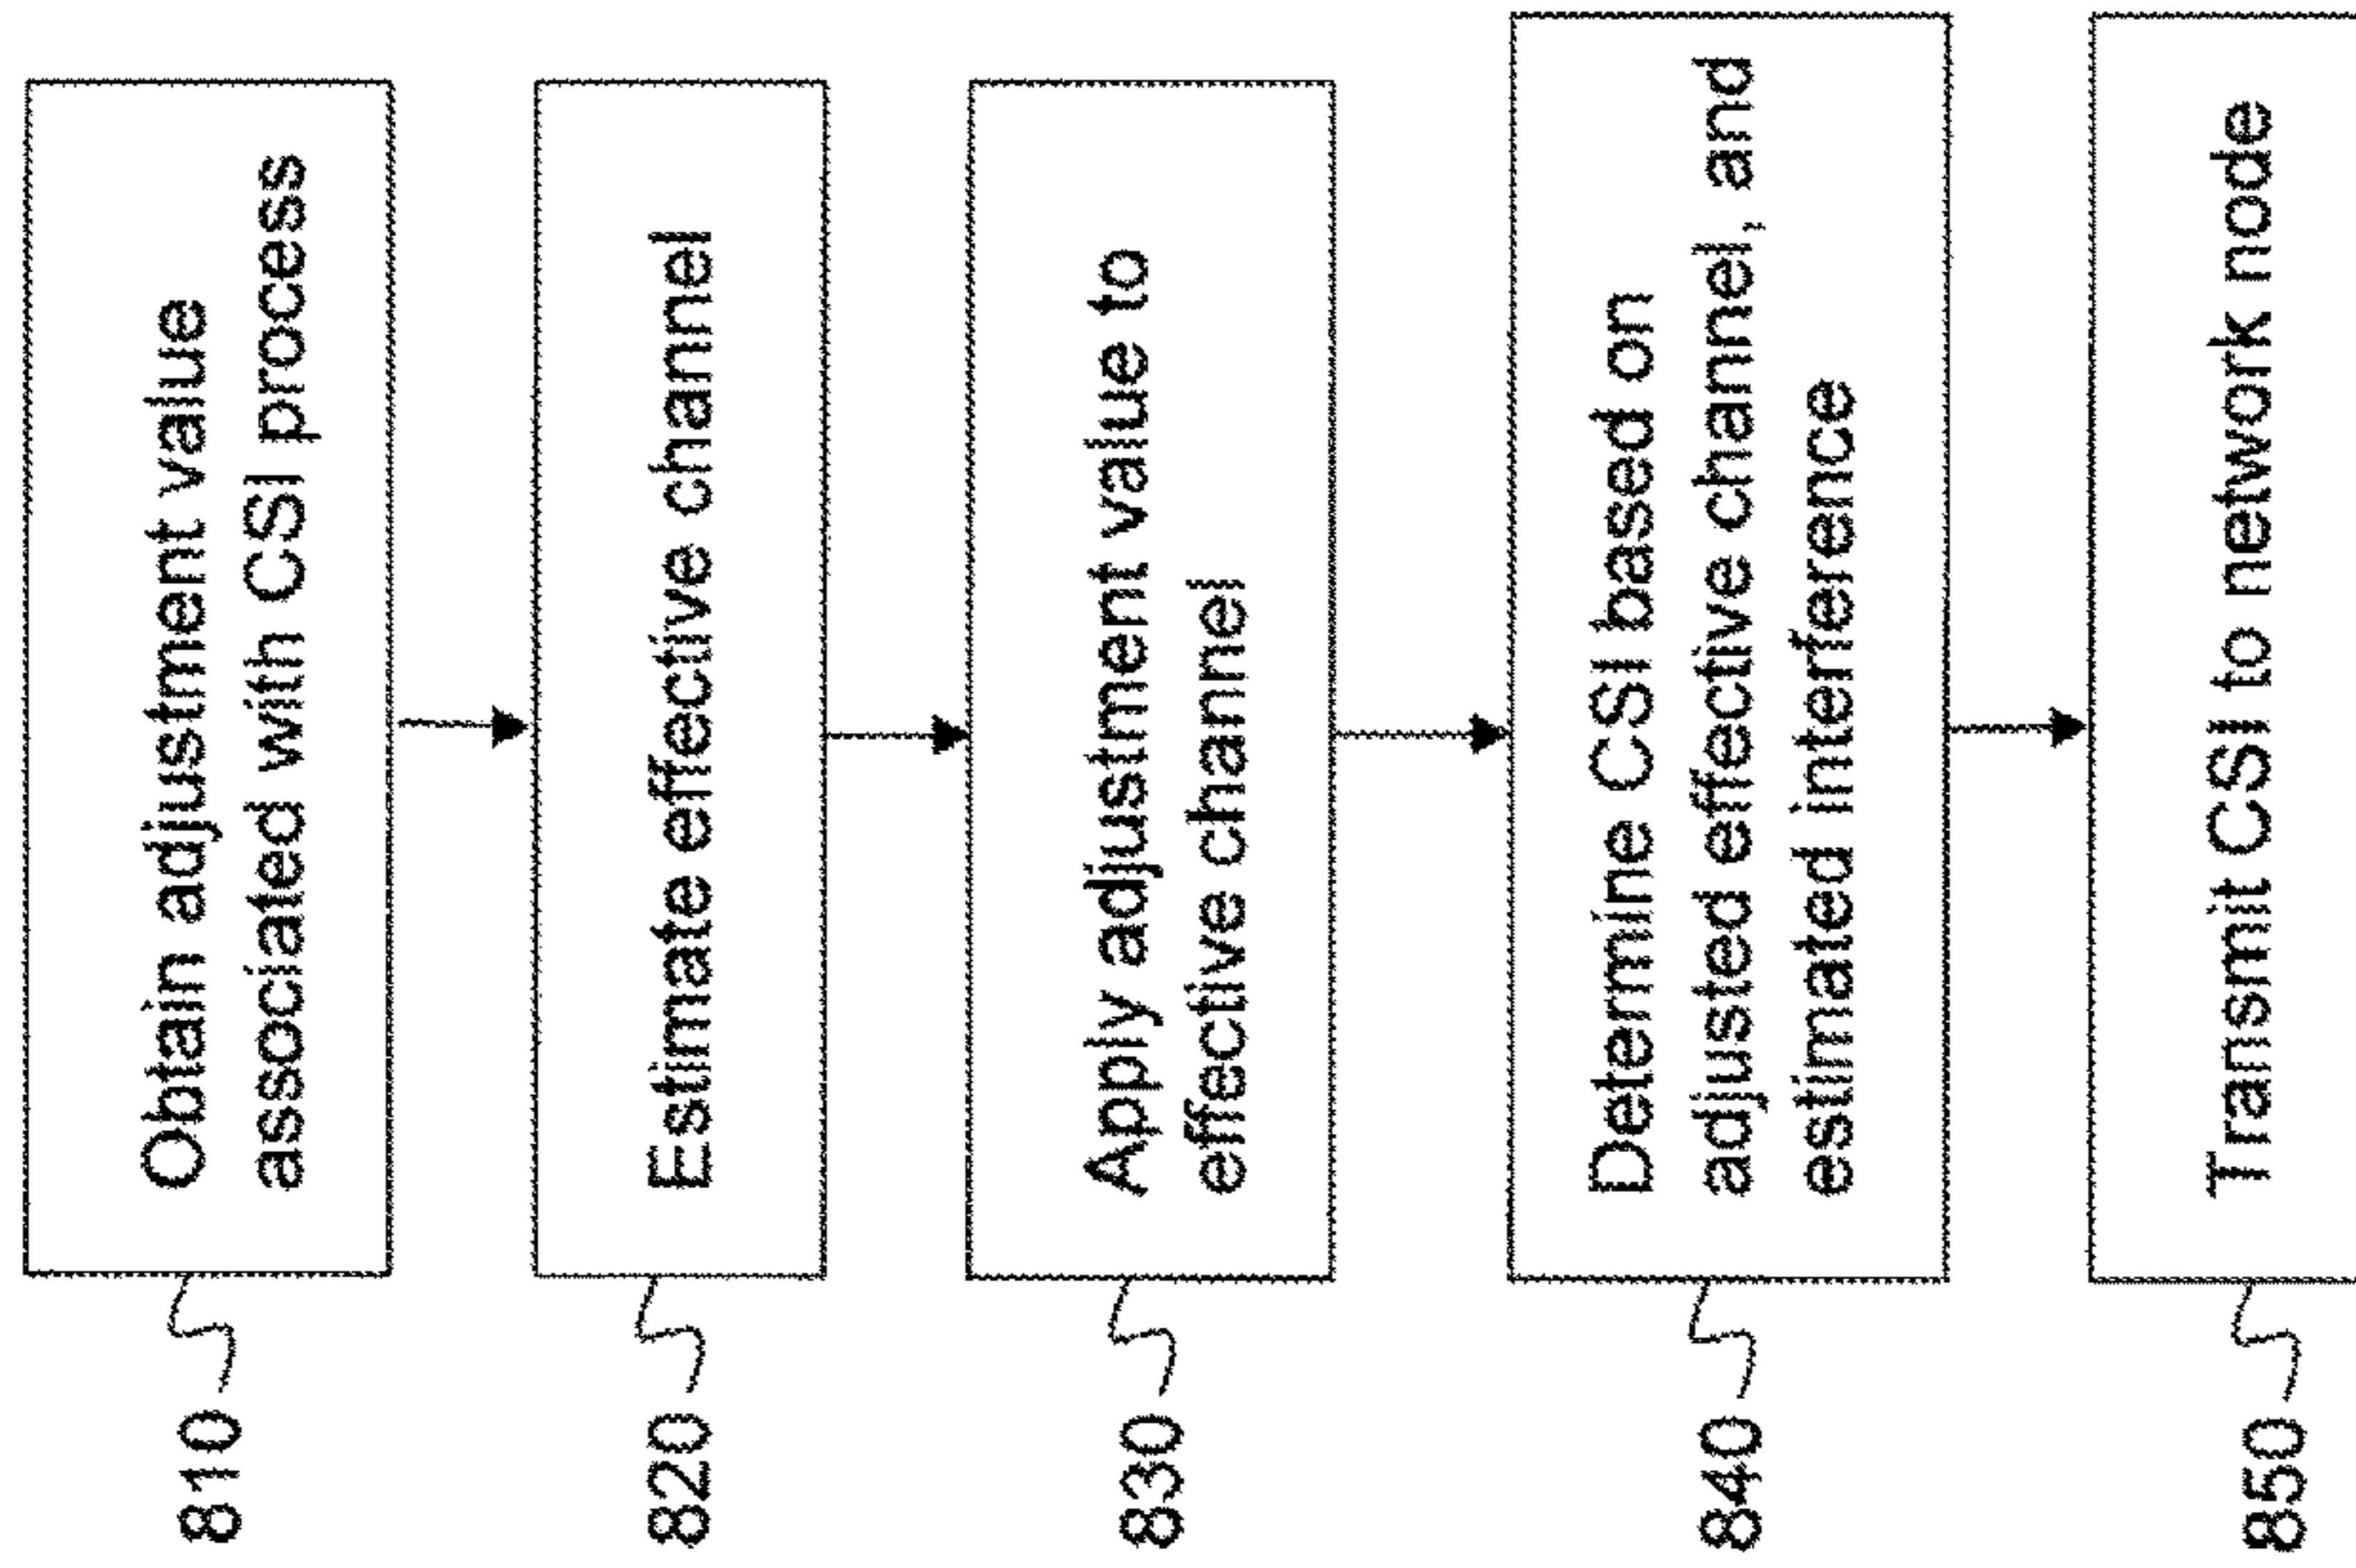 810
Obtain adjustment value
associated with CSI process
820
Estimate effective channel
830
Apply adjustment value to
effective channel
840
Determine CSI based on
adjusted effective channel, and
estimated interference
850
Transmit CSI to network node